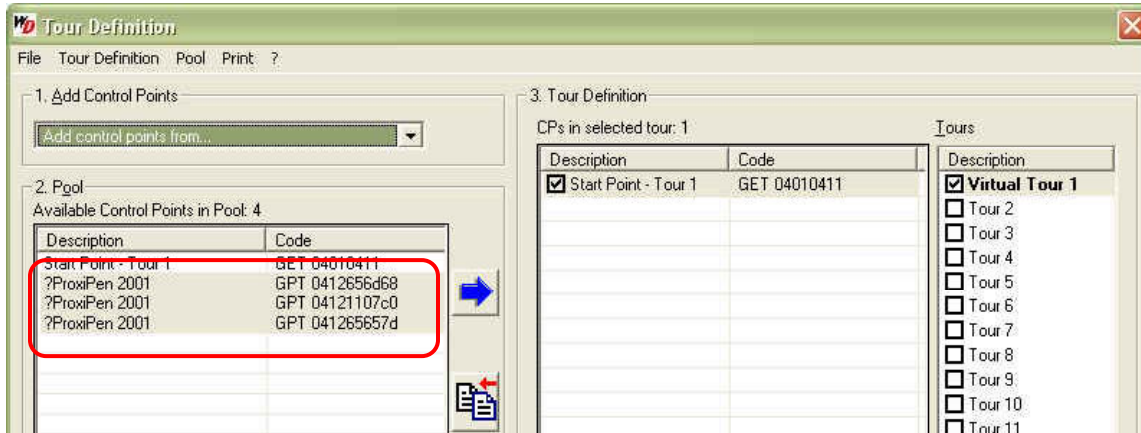 WD Tour Definition
File Tour Definition Pool Print ?
1. Add Control Points
Add control points from...
2. Pool
Available Control Points in Pool: 4
Description Code
Start Point - Tour 1 GET 04010411
?ProxiPen 2001 GPT 0412656d68
?ProxiPen 2001 GPT 04121107c0
?ProxiPen 2001 GPT 041265657d
3. Tour Definition
CPs in selected tour: 1
Description Code
Start Point - Tour 1 GET 04010411
Tours
Description
Virtual Tour 1
Tour 2
Tour 3
Tour 4
Tour 5
Tour 6
Tour 7
Tour 8
Tour 9
Tour 10
Tour 11